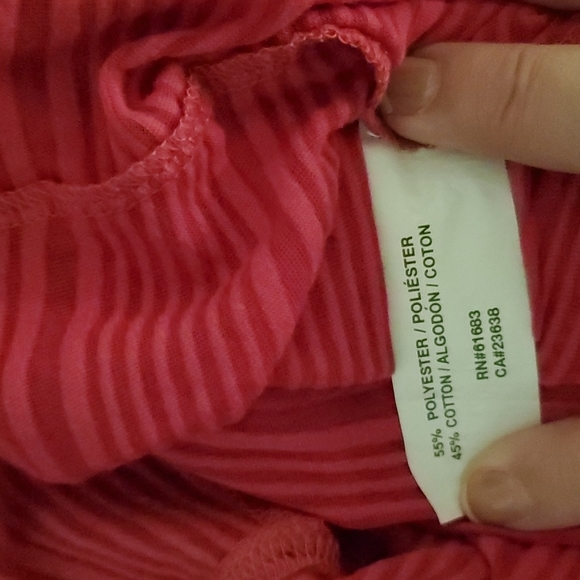 55% POLYESTER / POLIÉSTER
45% COTTON / ALGODÓN / COTON
RN#61683
CA#23638